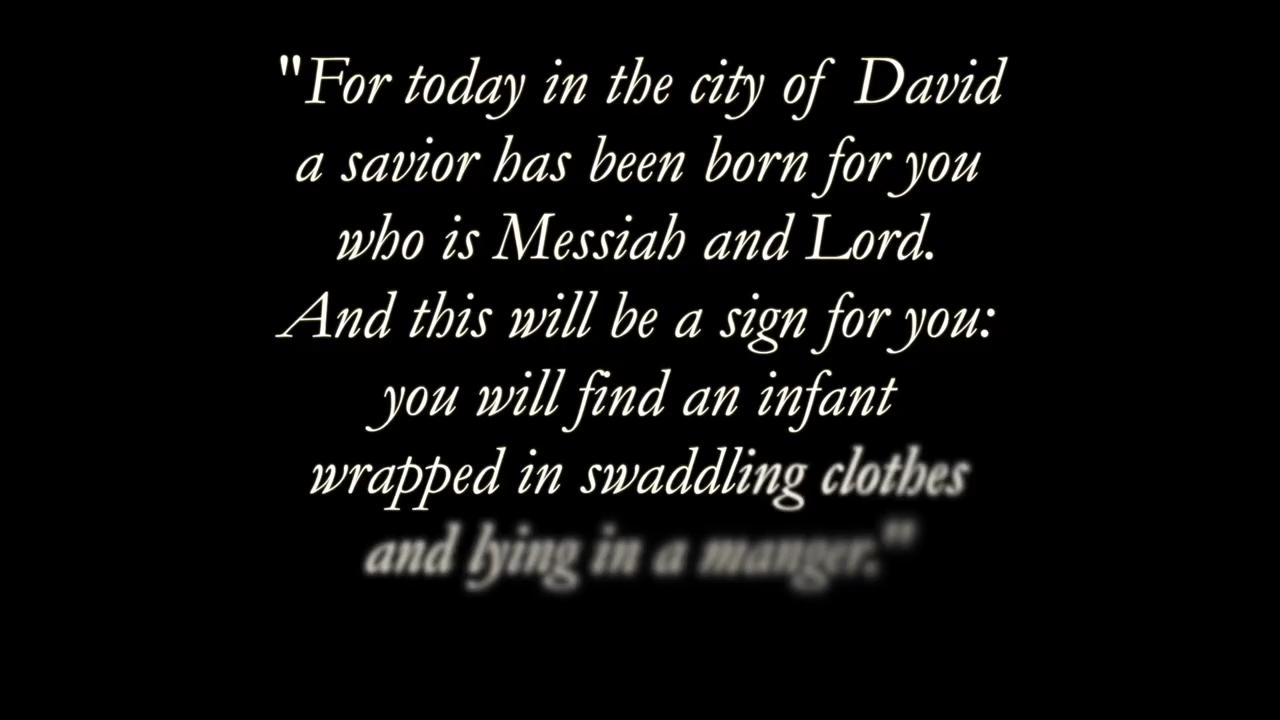 "For today in the city of David
a savior has been born for you
who is Messiah and Lord.
And this will be a sign for you:
you will find an infant
wrapped in swaddling clothes
and lying in a manger."